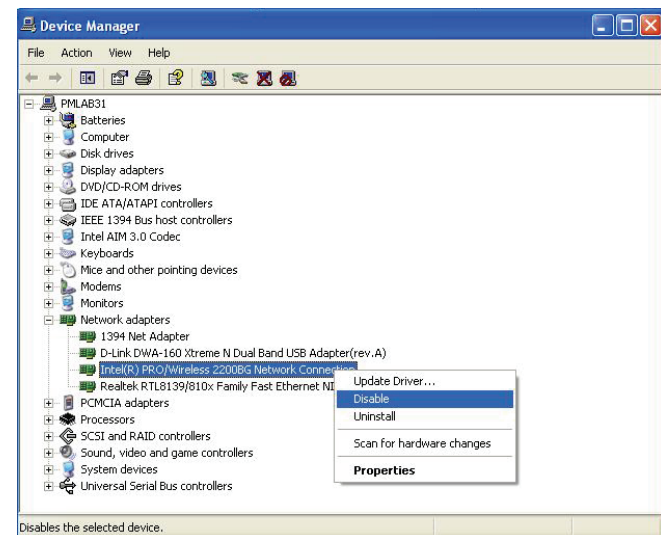 Device Manager
File Action View Help
PMLAB31
Batteries
Computer
Disk drives
Display adapters
DVD/CD-ROM drives
IDE ATA/ATAPI controllers
IEEE 1394 Bus host controllers
Intel AIM 3.0 Codec
Keyboards
Mice and other pointing devices
Modems
Monitors
Network adapters
1394 Net Adapter
D-Link DWA-160 Xtreme N Dual Band USB Adapter(rev.A)
Intel(R) PRO/Wireless 2200BG Network Connection
Realtek RTL8139/810x Family Fast Ethernet NI
PCMCIA adapters
Processors
SCSI and RAID controllers
Sound, video and game controllers
System devices
Universal Serial Bus controllers
Update Driver...
Disable
Uninstall
Scan for hardware changes
Properties
Disables the selected device.